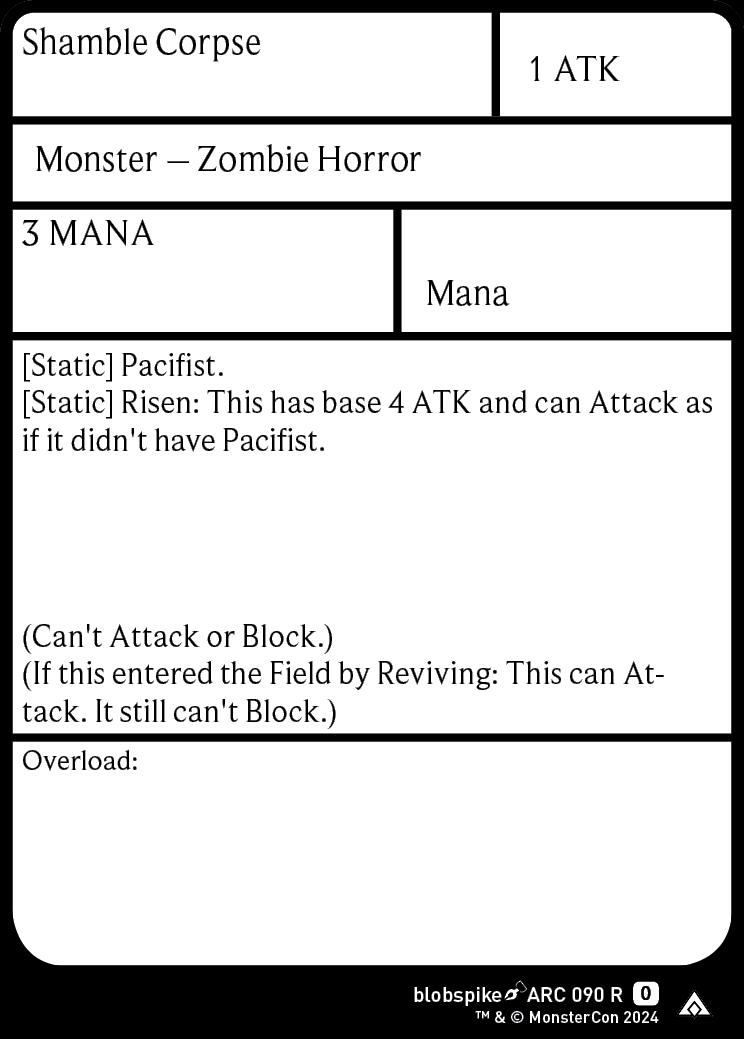 Shamble Corpse
1 ATK
Monster – Zombie Horror
3 MANA
Mana
[Static] Pacifist.
[Static] Risen: This has base 4 ATK and can Attack as
if it didn't have Pacifist.
(Can't Attack or Block.)
(If this entered the Field by Reviving: This can At-
tack. It still can't Block.)
Overload:
blobspike ARC 090 R 0
™ & © MonsterCon 2024